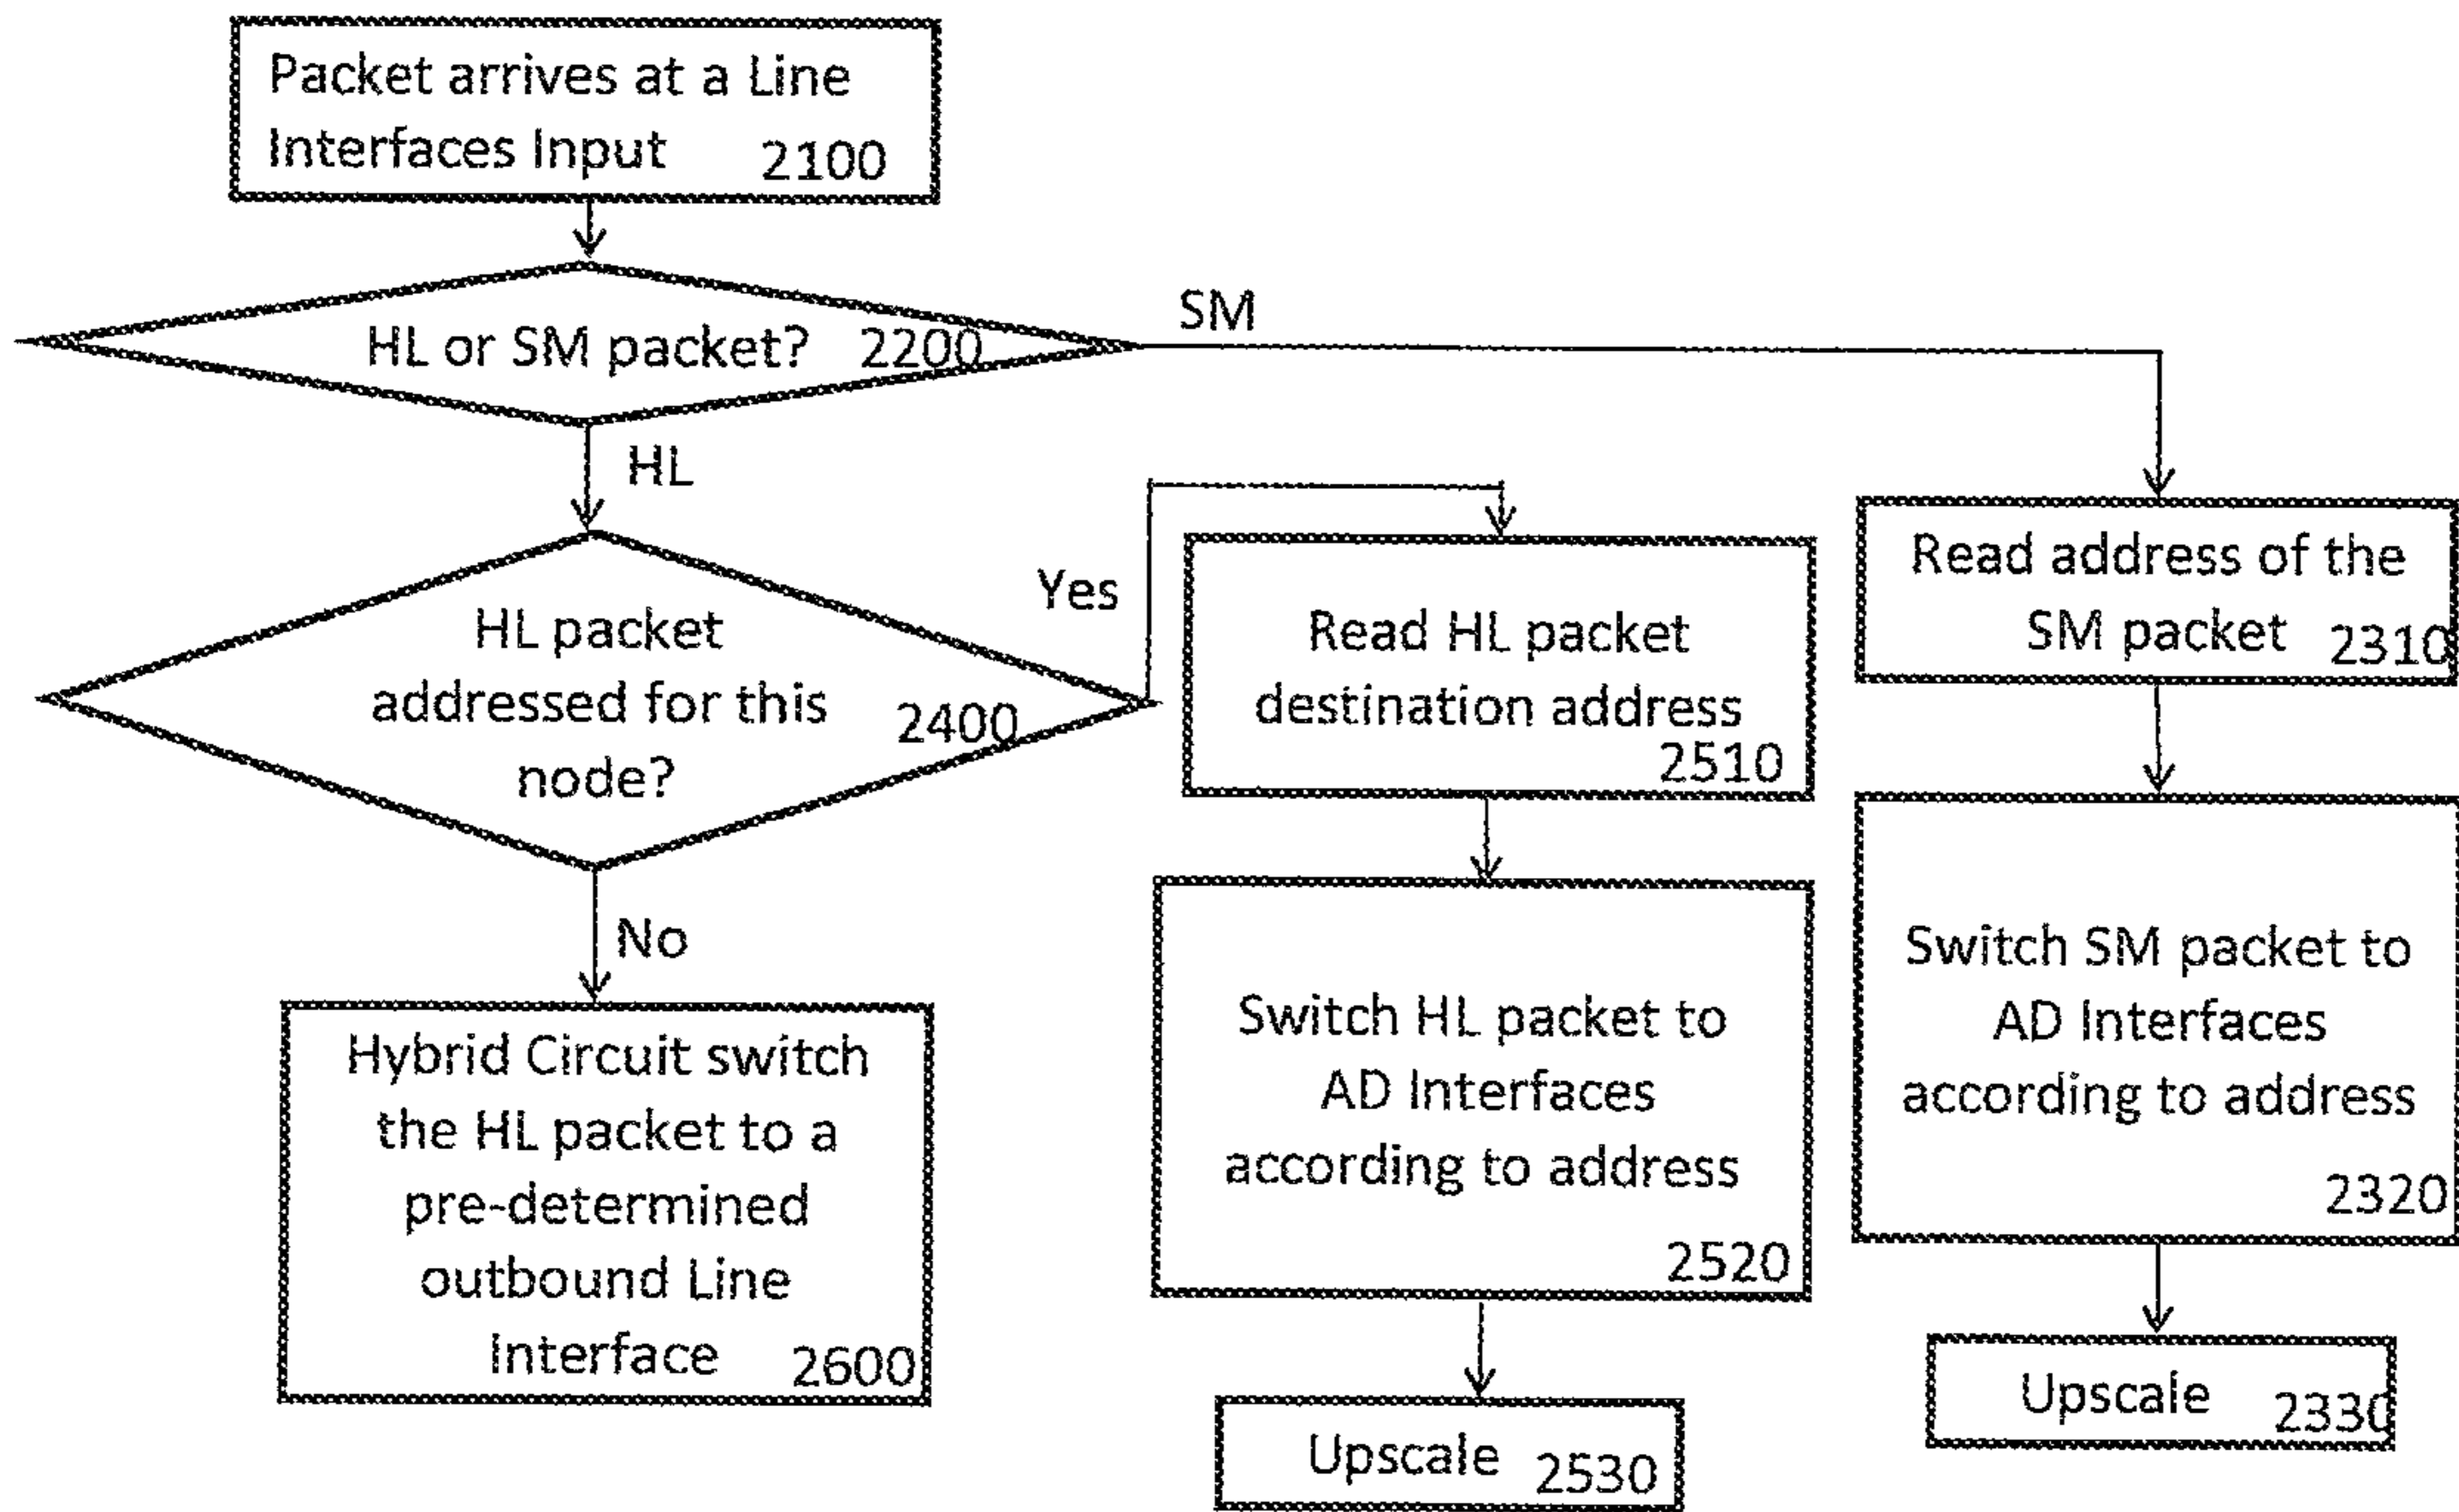 Packet arrives at a Line
Interfaces Input 2100
HL or SM packet? 2200
SM
HL
HL packet
addressed for this
node?
2400
Yes
No
Hybrid Circuit switch
the HL packet to a
pre-determined
outbound Line
Interface 2600
Read HL packet
destination address
2510
Switch HL packet to
AD Interfaces
according to address
2520
Upscale 2530
Read address of the
SM packet 2310
Switch SM packet to
AD Interfaces
according to address
2320
Upscale 2330